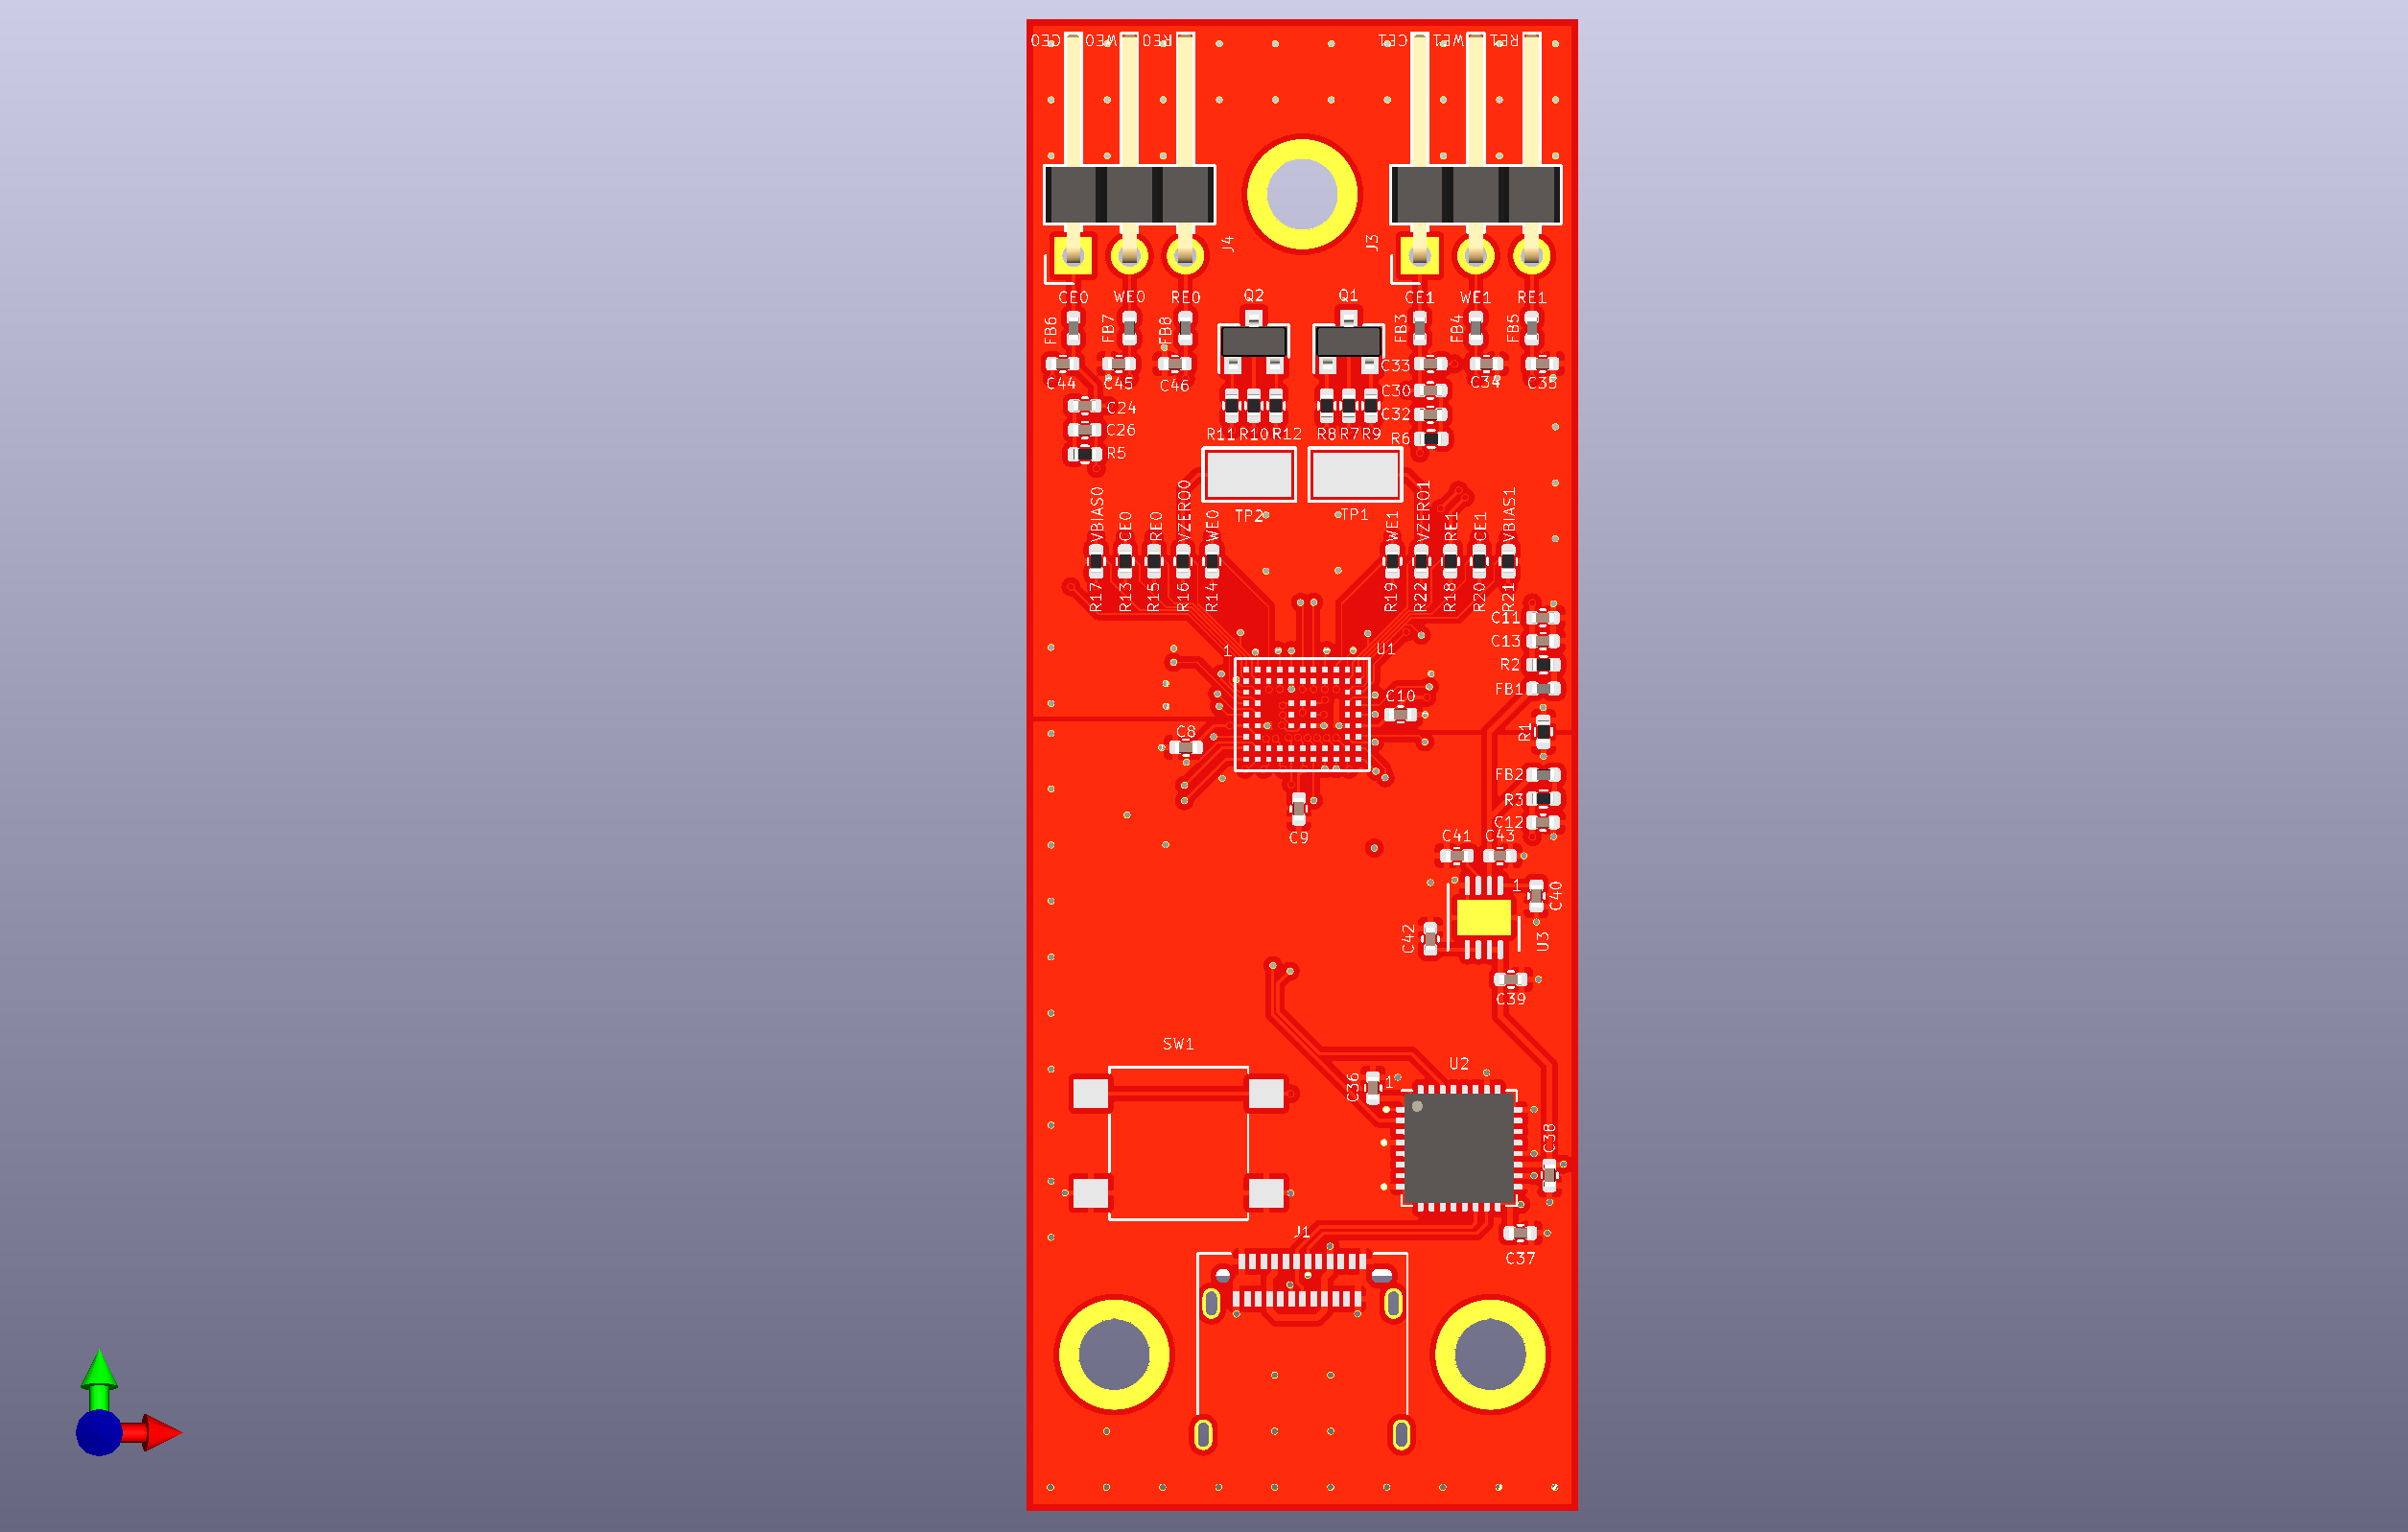 CE0 WE0 RE0 CE1 WE1 RE1
J4 J3
CE0 WE0 RE0 Q2 Q1 CE1 WE1 RE1
FB6 FB7 FB8 FB3 FB4 FB5
C33
C44 C45 C46 C34 C35
C30
C24 C32
C26 R11 R10 R12 R8 R7 R9 R6
R5
TP2 TP1
VBIAS0 CE0 RE0 VZERO0 WE0 WE1 VZERO1 RE1 CE1 VBIAS1
R17 R13 R15 R16 R14 R19 R22 R18 R20 R21
C11
C13
1 U1
R2
FB1
C10
C8 R1
FB2
R3
C12
C9 C41 C43
1 C40
C42 U3
C39
SW1
U2
C36 1
C38
J1
C37